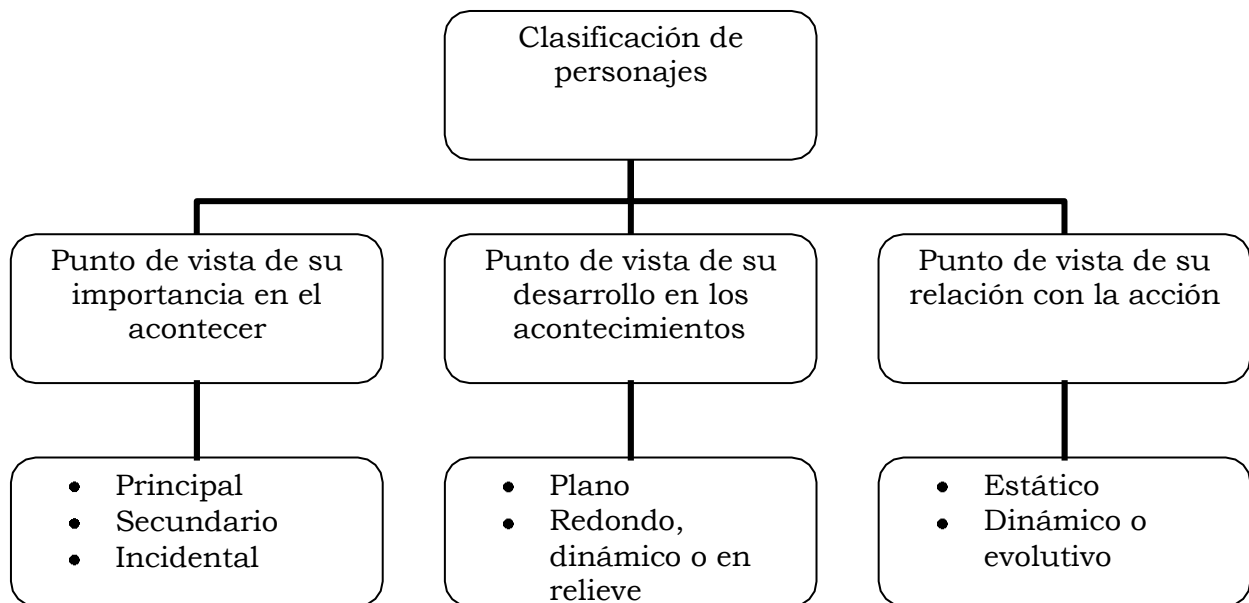 Clasificación de
personajes
Punto de vista de su
importancia en el
acontecer
Punto de vista de su
desarrollo en los
acontecimientos
Punto de vista de su
relación con la acción
• Principal
• Secundario
• Incidental
• Plano
• Redondo,
dinámico o en
relieve
• Estático
• Dinámico o
evolutivo